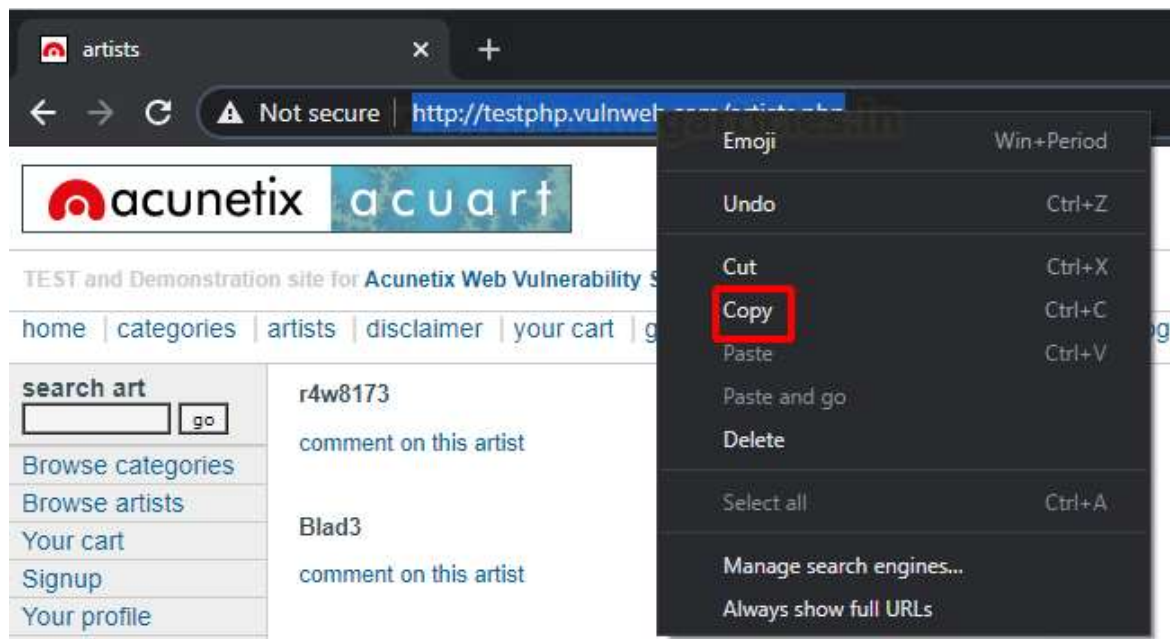 artists
Not secure | http://testphp.vulnweb.com/artists.php
acunetix acuart
TEST and Demonstration site for Acunetix Web Vulnerability S
home | categories | artists | disclaimer | your cart | g
search art
go
Browse categories
Browse artists
Your cart
Signup
Your profile
r4w8173
comment on this artist
Blad3
comment on this artist
Emoji Win+Period
Undo Ctrl+Z
Cut Ctrl+X
Copy Ctrl+C
Paste Ctrl+V
Paste and go
Delete
Select all Ctrl+A
Manage search engines...
Always show full URLs